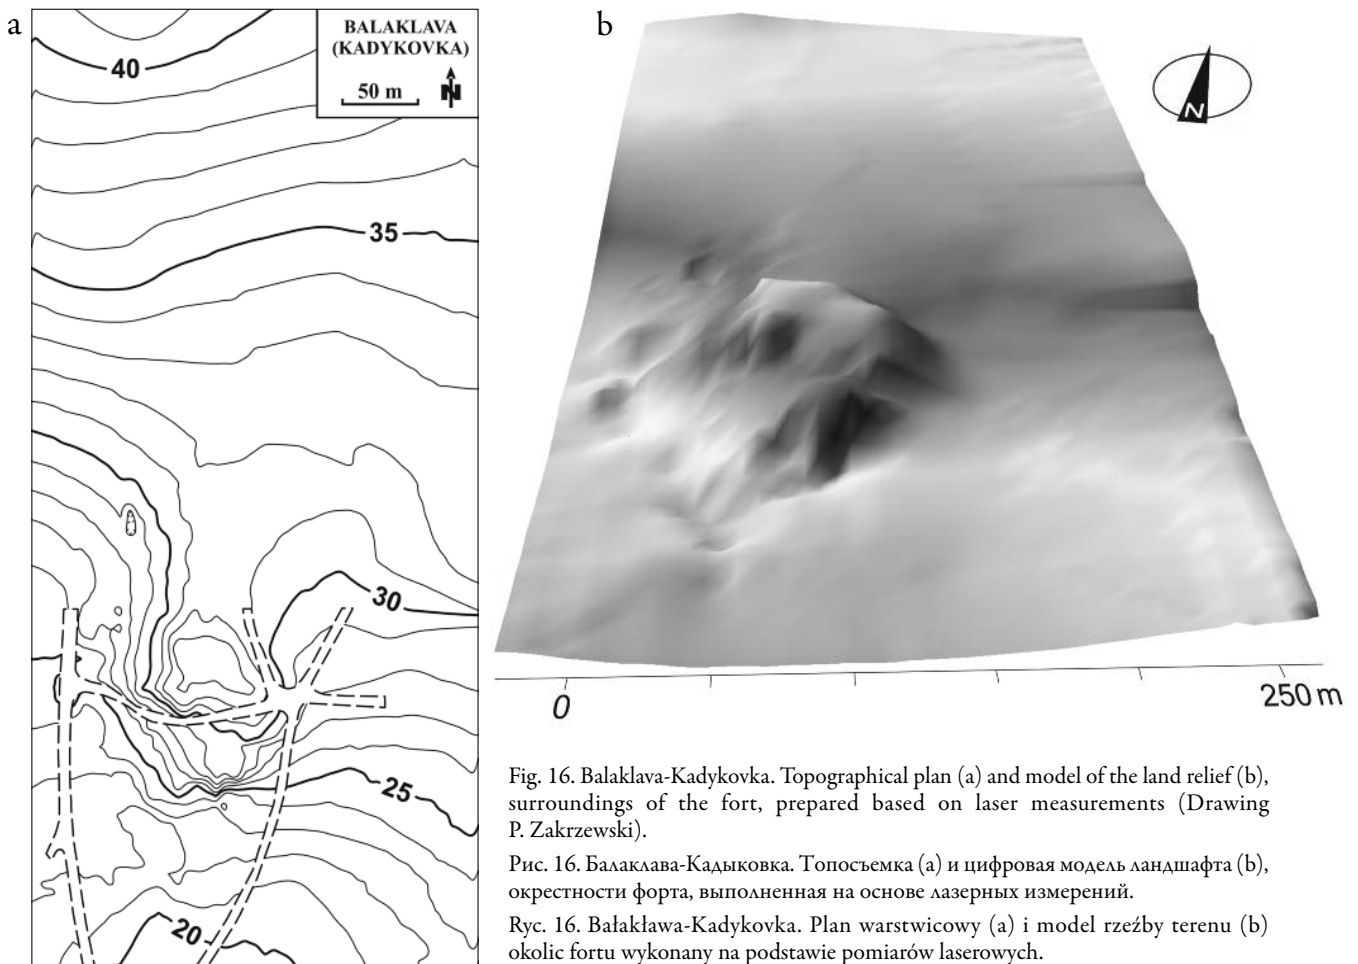 a
BALAKLAVA
(KADYKOVKA)
50 m
N
40
35
30
25
20
b
N
0
250 m
Fig. 16. Balaklava-Kadykovka. Topographical plan (a) and model of the land relief (b),
surroundings of the fort, prepared based on laser measurements (Drawing
P. Zakrzewski).
Рис. 16. Балаклава-Кадыковка. Топосъемка (а) и цифровая модель ландшафта (b),
окрестности форта, выполненная на основе лазерных измерений.
Ryc. 16. Bałakława-Kadykovka. Plan warstwicowy (a) i model rzeźby terenu (b)
okolic fortu wykonany na podstawie pomiarów laserowych.